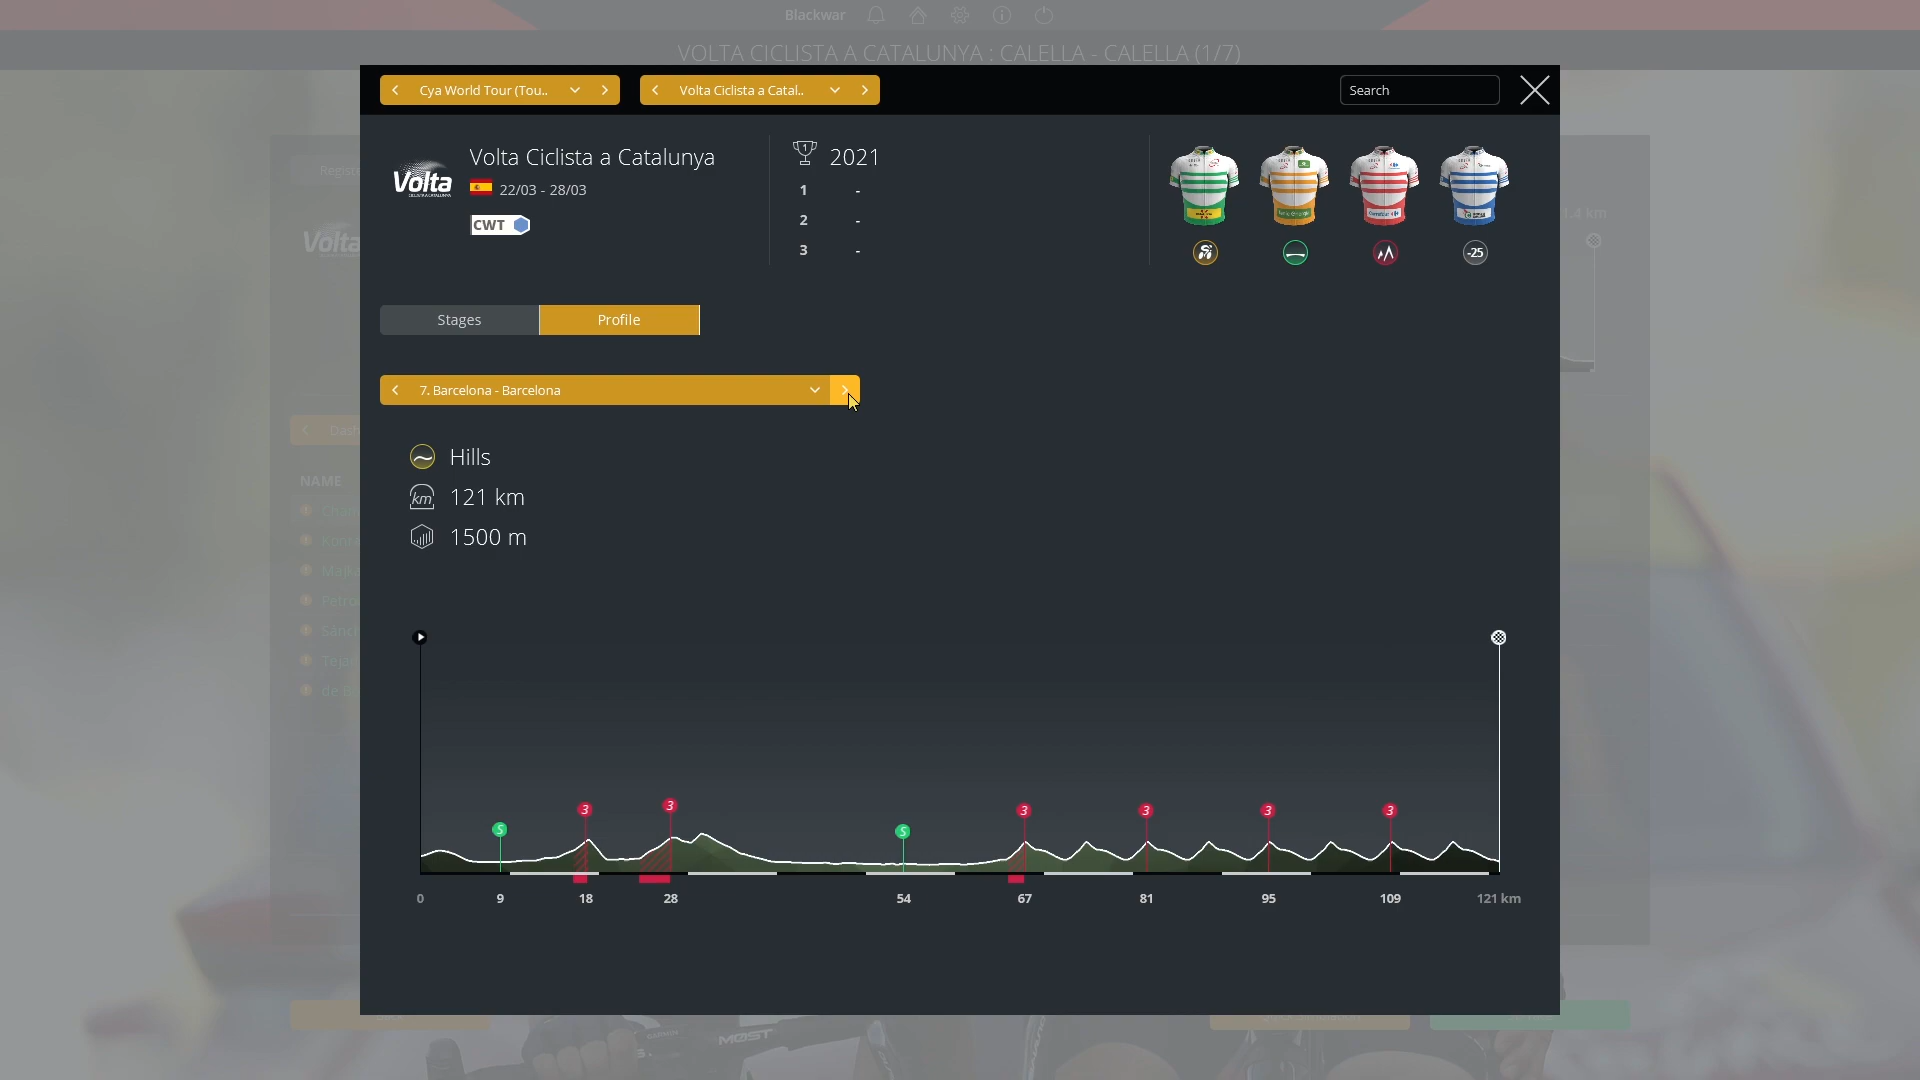 Blackwar
VOLTA CICLISTA A CATALUNYA : CALELLA - CALELLA (1/7)
Cya World Tour (Tou..
Volta Ciclista a Catal..
Search
Volta
Volta Ciclista a Catalunya
22/03 - 28/03
CWT
1
2021
1 -
2 -
3 -
-25
Stages
Profile
7. Barcelona - Barcelona
Hills
km
121 km
1500 m
NAME
3
3
3
3
3
3
S
S
0
9
18
28
54
67
81
95
109
121 km
MOST